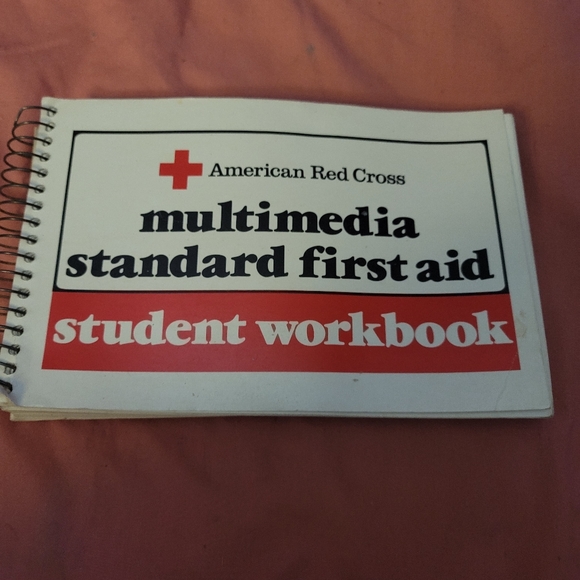 American Red Cross
multimedia
standard first aid
student workbook